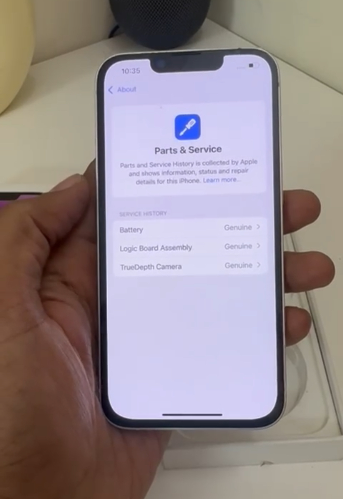 10:35
About
Parts & Service
Parts and Service History is collected by Apple
and shows information, status and repair
details for this iPhone. Learn more...
SERVICE HISTORY
Battery Genuine
Logic Board Assembly Genuine
TrueDepth Camera Genuine